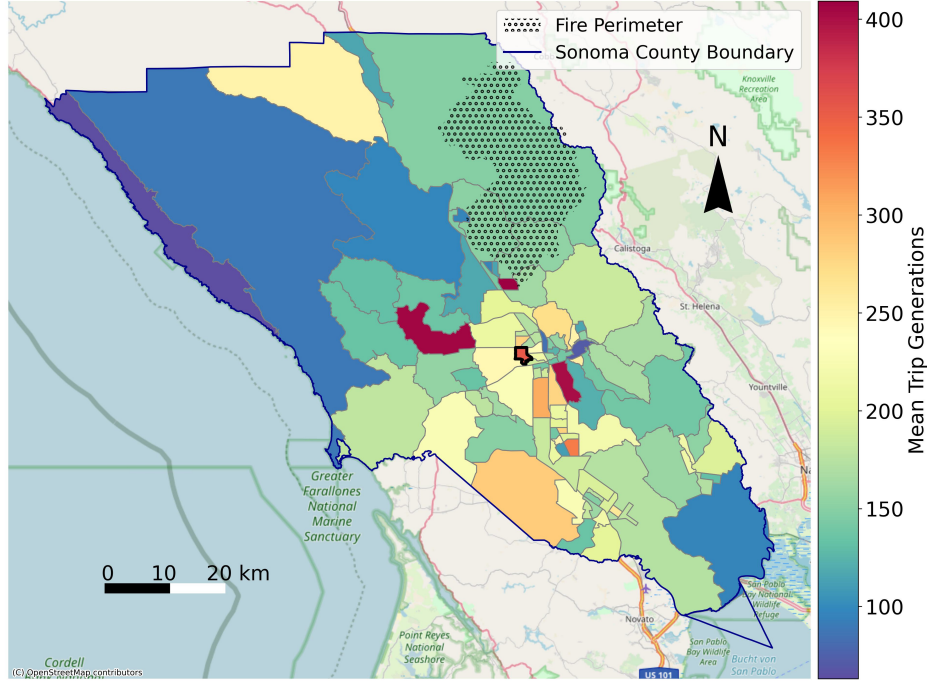 Fire Perimeter
Sonoma County Boundary
Knoxville
Recreation
Area
N
Calistoga
St. Helena
Yountville
Greater
Farallones
National
Marine
Sanctuary
0 10 20 km
Point Reyes
National
Seashore
Novato
San Pablo
Bay National
Wildlife
Refuge
San Pablo
Bay Wildlife
Area
Bucht von
San Pablo
US 101
Cordell
(C) OpenStreetMap contributors
400
350
300
250
200
150
100
Mean Trip Generations